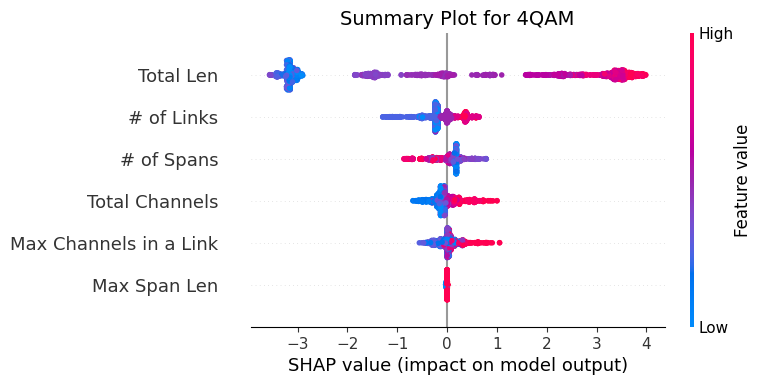 Summary Plot for 4QAM
High
Total Len
# of Links
# of Spans
Total Channels
Max Channels in a Link
Max Span Len
Feature value
Low
−3 −2 −1 0 1 2 3 4
SHAP value (impact on model output)